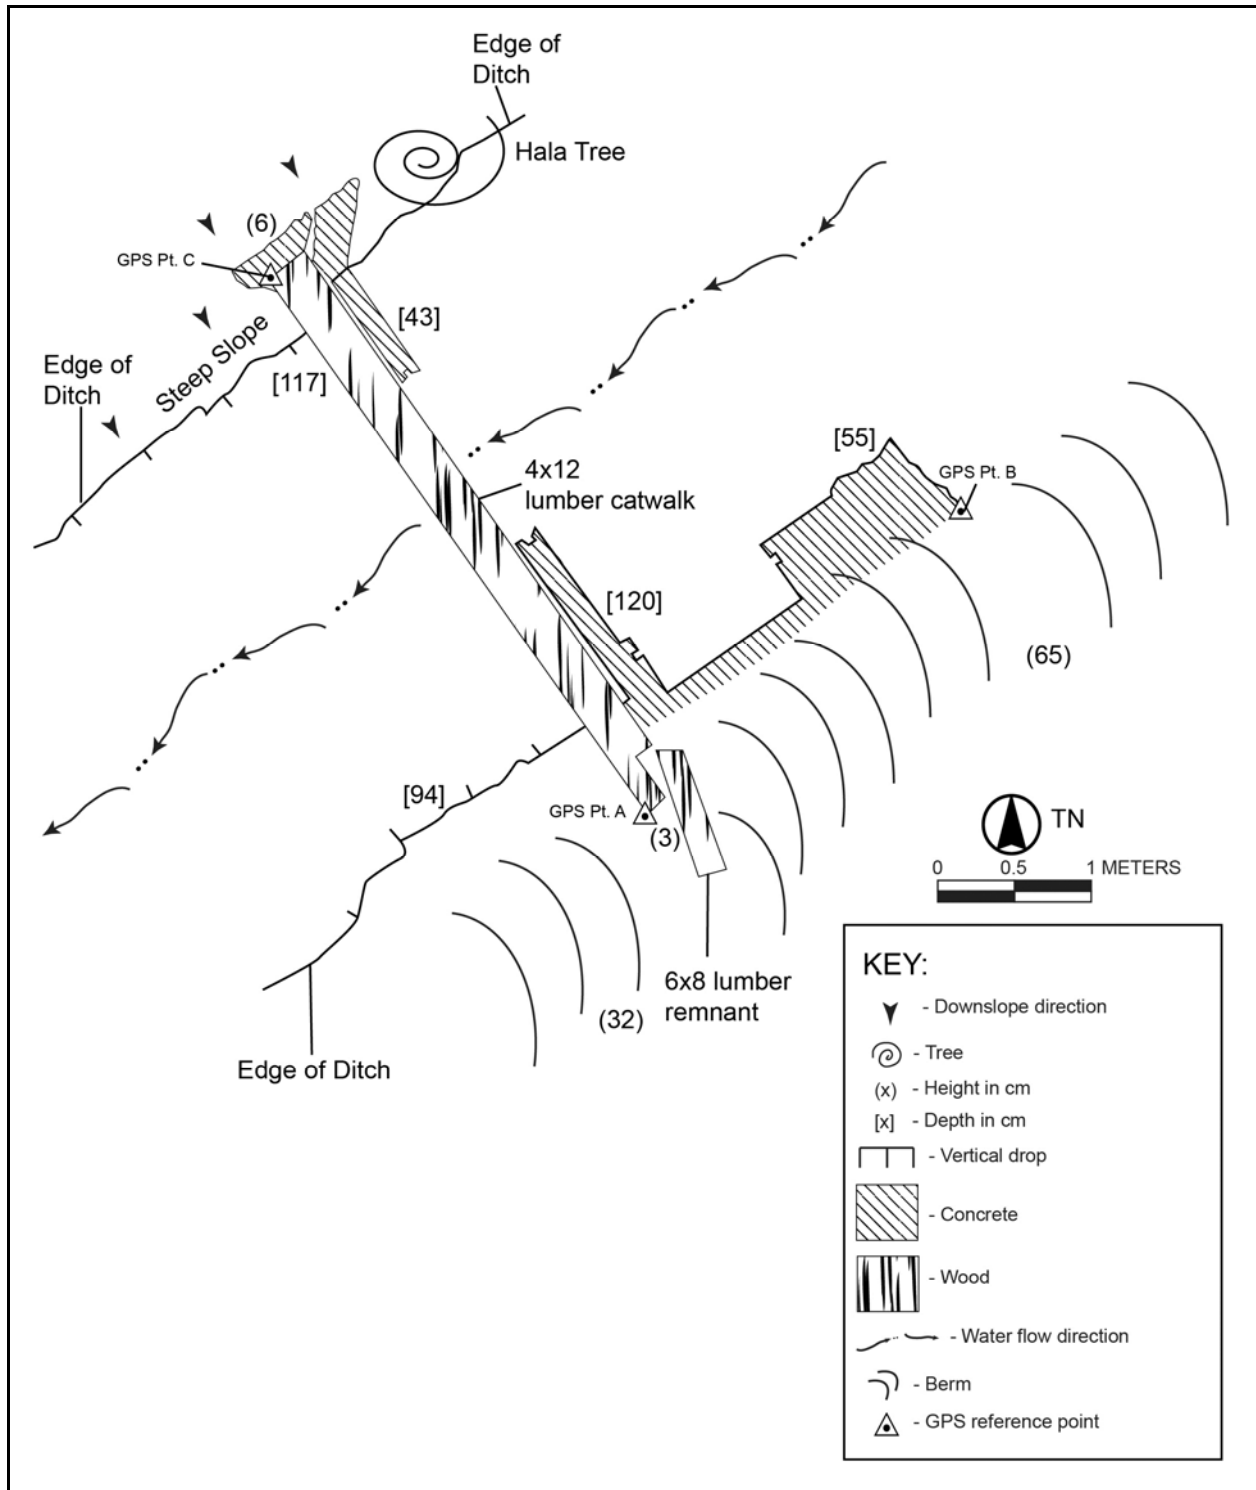 Edge of
Ditch
Hala Tree
(6)
GPS Pt. C
[43]
Steep Slope
Edge of
Ditch
[117]
[55]
GPS Pt. B
4x12
lumber catwalk
[120]
(65)
[94]
GPS Pt. A
(3)
TN
0 0.5 1 METERS
6x8 lumber
remnant
(32)
Edge of Ditch
KEY:
- Downslope direction
- Tree
(x) - Height in cm
[x] - Depth in cm
- Vertical drop
- Concrete
- Wood
- Water flow direction
- Berm
- GPS reference point